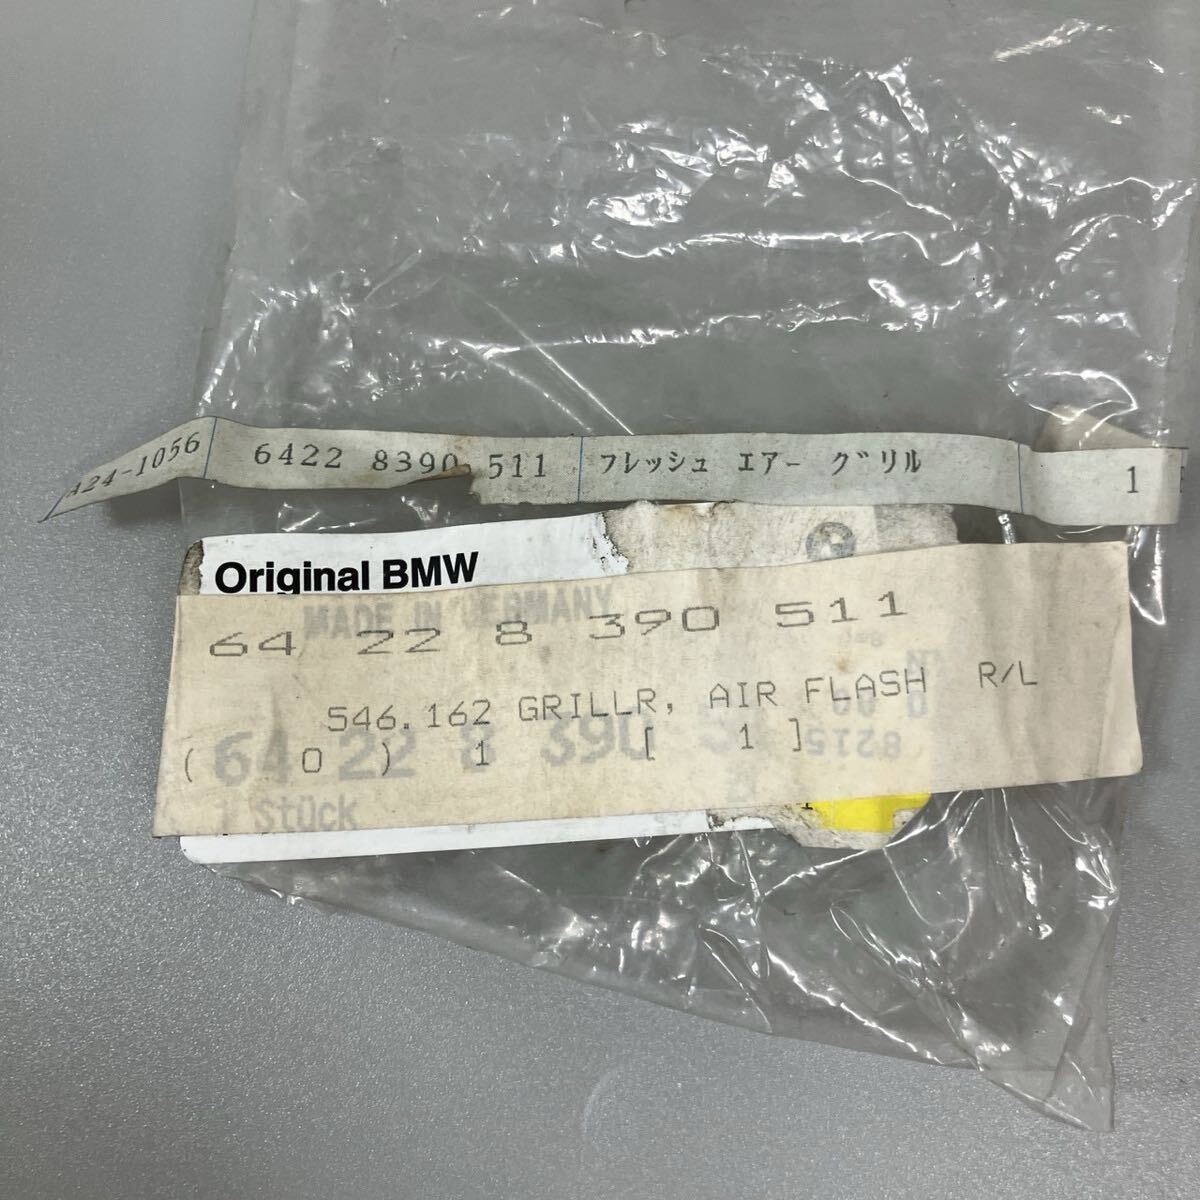 A24-1056 6422 8390 511 フレッシュ エアー グリル 1
Original BMW
MADE IN GERMANY
64 22 8 390 511
546.162 GRILLR, AIR FLASH R/L
64 22 8 390
( 0 ) 1 [ 1 ]
8215
1 Stück